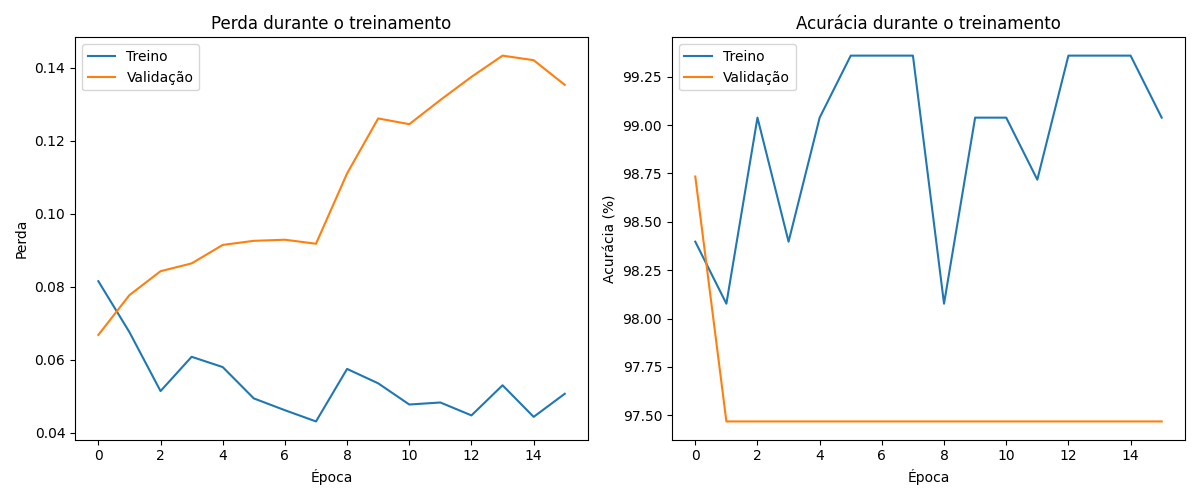 Perda durante o treinamento
Treino
Validação
0.14
0.12
0.10
0.08
0.06
0.04
Perda
0 2 4 6 8 10 12 14
Época
Acurácia durante o treinamento
Treino
Validação
99.25
99.00
98.75
98.50
98.25
98.00
97.75
97.50
Acurácia (%)
0 2 4 6 8 10 12 14
Época